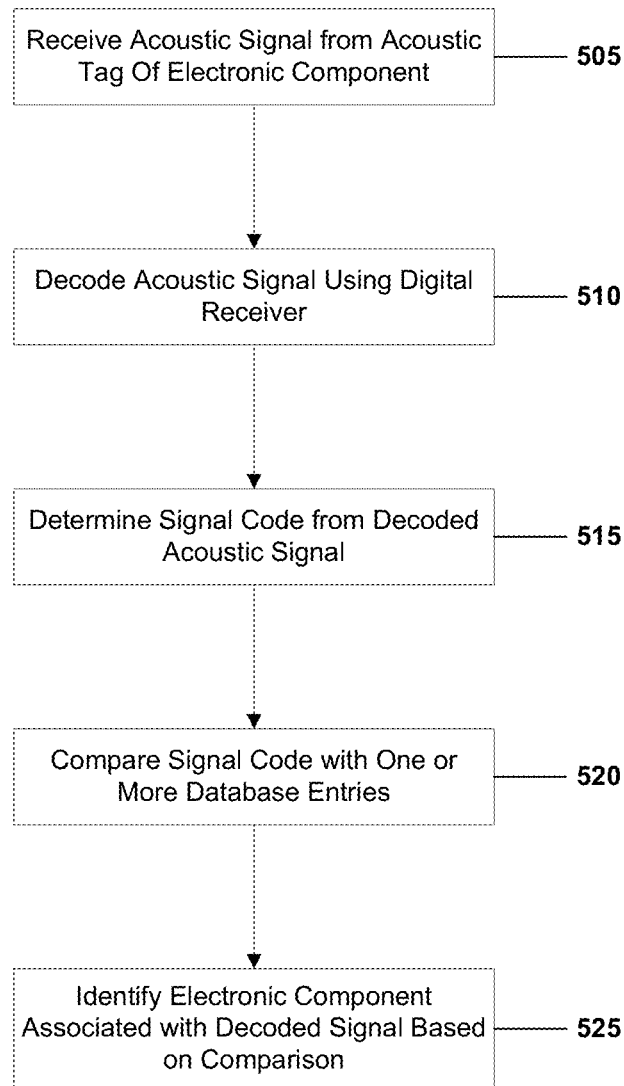 Receive Acoustic Signal from Acoustic
Tag Of Electronic Component
505
Decode Acoustic Signal Using Digital
Receiver
510
Determine Signal Code from Decoded
Acoustic Signal
515
Compare Signal Code with One or
More Database Entries
520
Identify Electronic Component
Associated with Decoded Signal Based
on Comparison
525